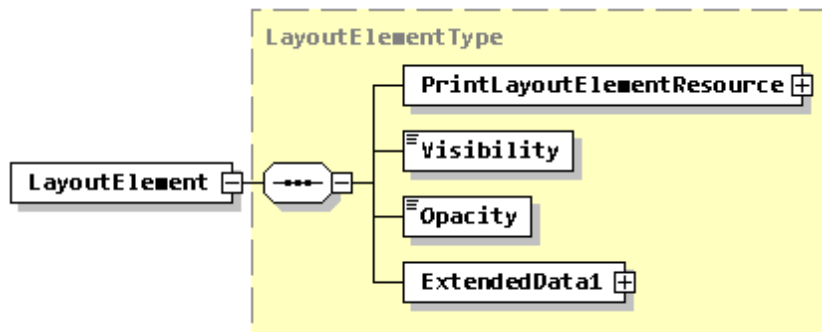 LayoutElementType
PrintLayoutElementResource
Visibility
LayoutElement
Opacity
ExtendedData1